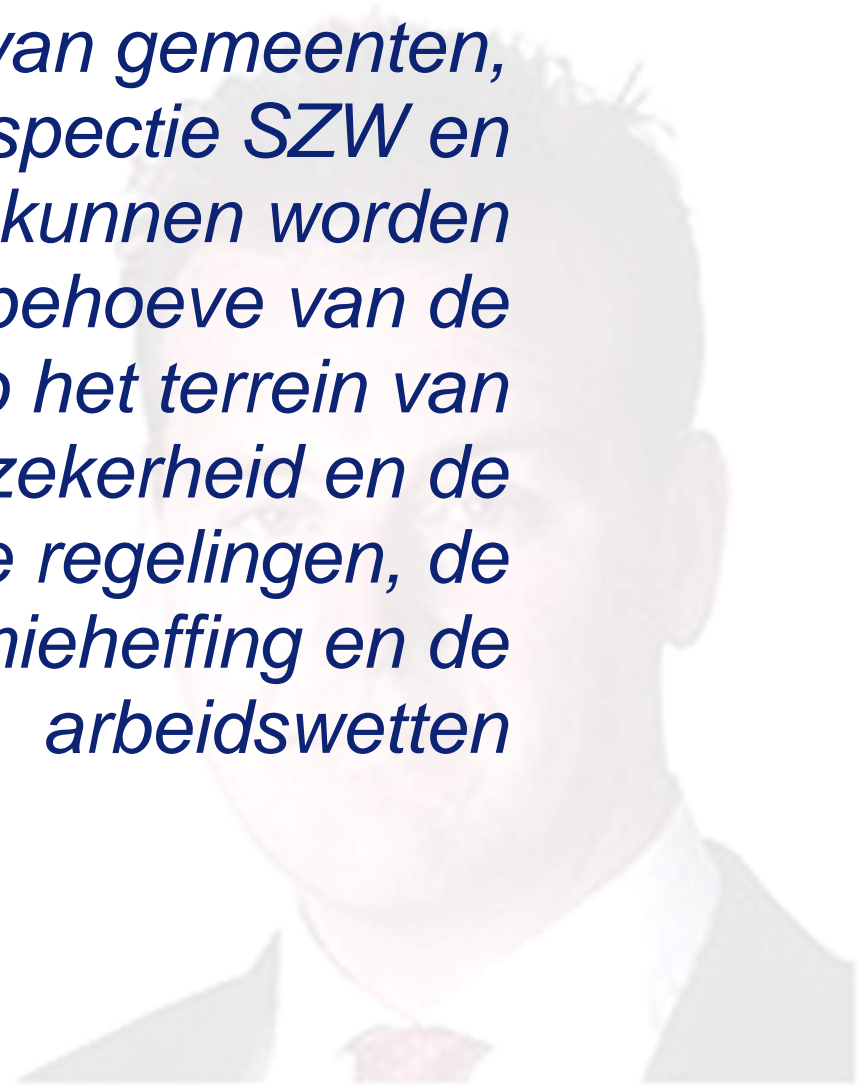 van gemeenten,
spectie SZW en
kunnen worden
behoeve van de
het terrein van
zekerheid en de
e regelingen, de
nieheffing en de
arbeidswetten